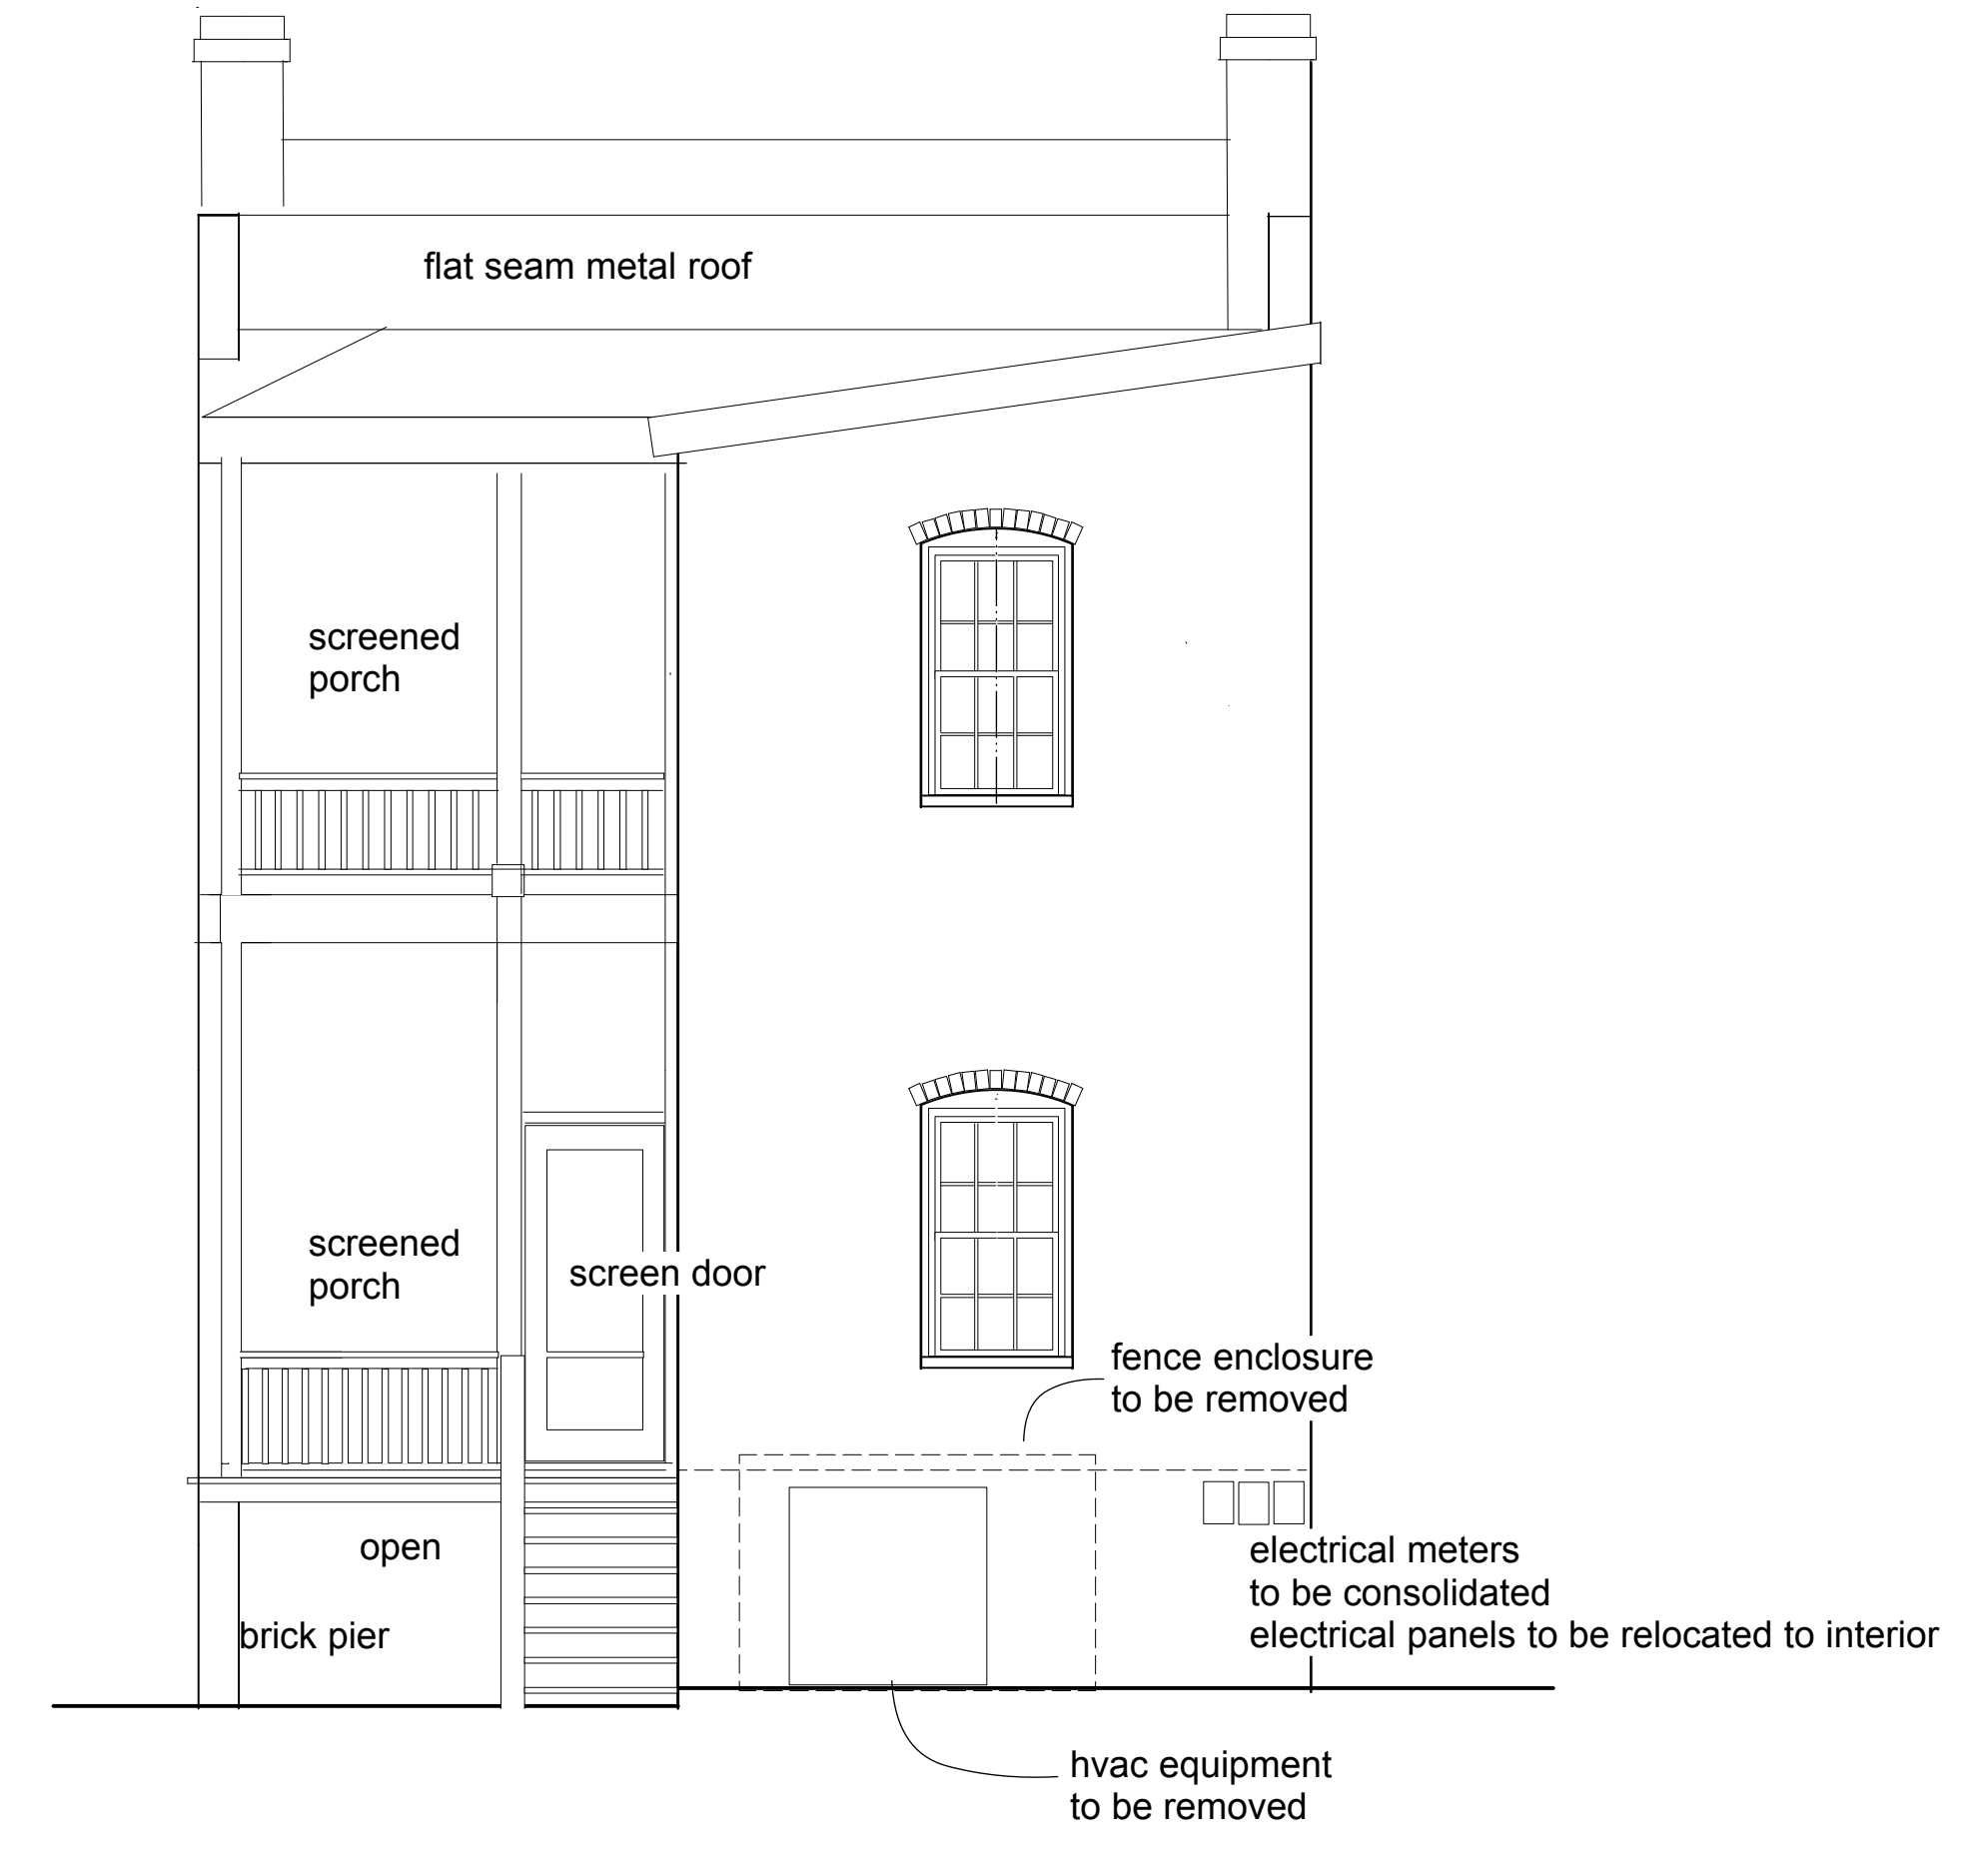 flat seam metal roof
screened
porch
screened
porch
screen door
fence enclosure
to be removed
open
electrical meters
to be consolidated
electrical panels to be relocated to interior
brick pier
hvac equipment
to be removed